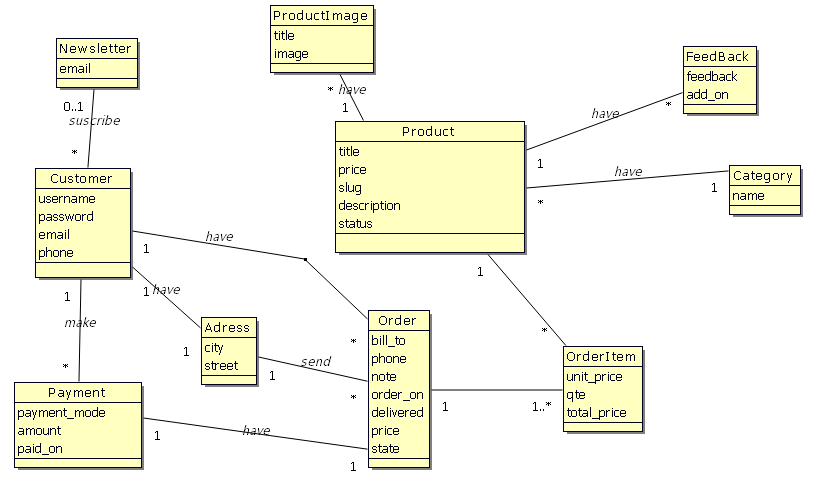 ProductImage
title
image
Newsletter
email
FeedBack
feedback
add_on
* have
1
0..1
suscribe
*
Product
title
price
slug
description
status
have
*
1
have
1
*
Category
name
Customer
username
password
email
phone
1
have
1
have
1
make
*
1
*
Adress
city
street
1
send
1
*
Order
bill_to
phone
note
order_on
delivered
price
state
*
OrderItem
unit_price
qte
total_price
1
1..*
Payment
payment_mode
amount
paid_on
1
have
1